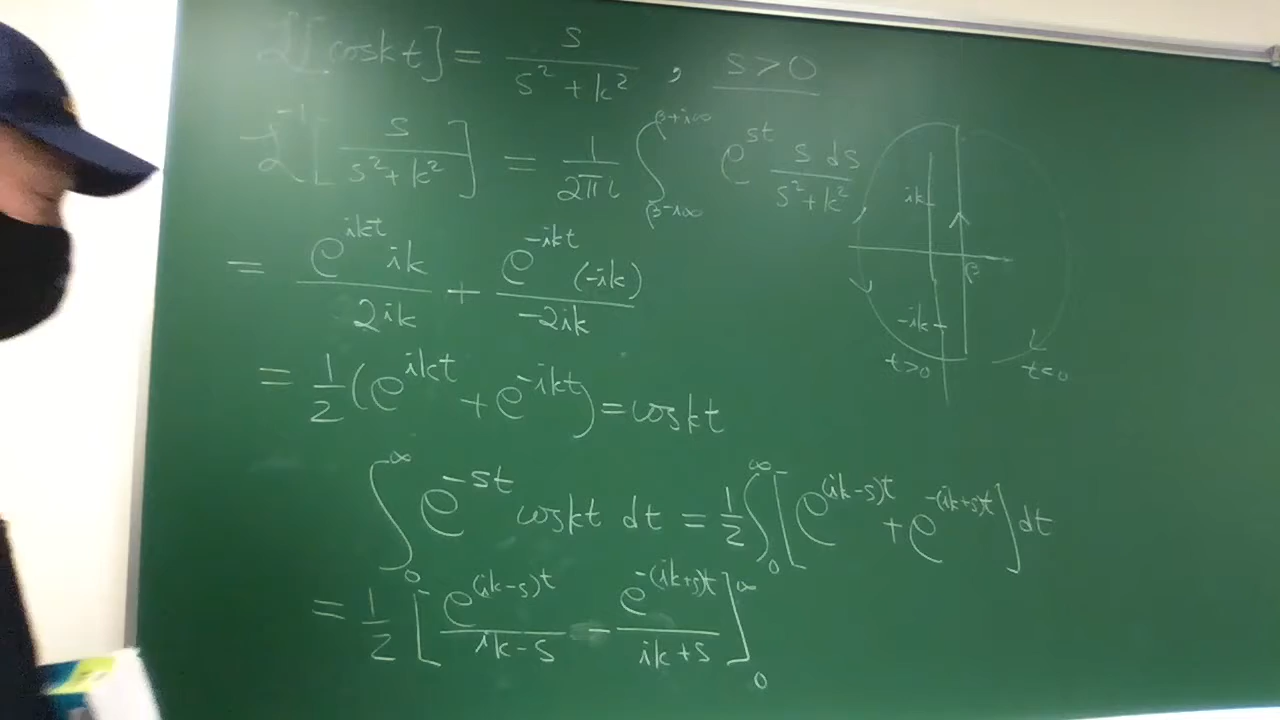 ℒ[cos kt] = s/(s² + k²) , s > 0
ℒ⁻¹[s/(s² + k²)] = 1/(2πi) ∫_{β-i∞}^{β+i∞} e^{st} s ds/(s² + k²)
= e^{ikt} ik/(2ik) + e^{-ikt} (-ik)/(-2ik)
= 1/2 (e^{ikt} + e^{-ikt}) = cos kt
∫_0^∞ e^{-st} cos kt dt = 1/2 ∫_0^∞ [e^{(ik-s)t} + e^{-(ik+s)t}] dt
= 1/2 [e^{(ik-s)t}/(ik-s) - e^{-(ik+s)t}/(ik+s)]_0^∞
ik
β
-ik
t>0
t<0